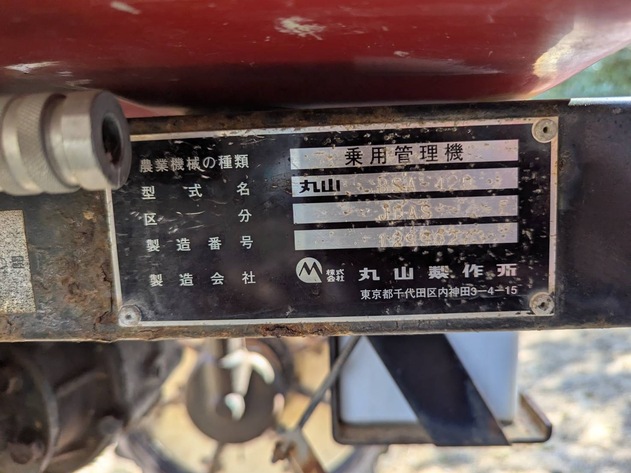 農業機械の種類 乗用管理機
型式名 丸山
区分
製造番号
製造会社 株式会社 丸山製作所
東京都千代田区内神田3-4-15